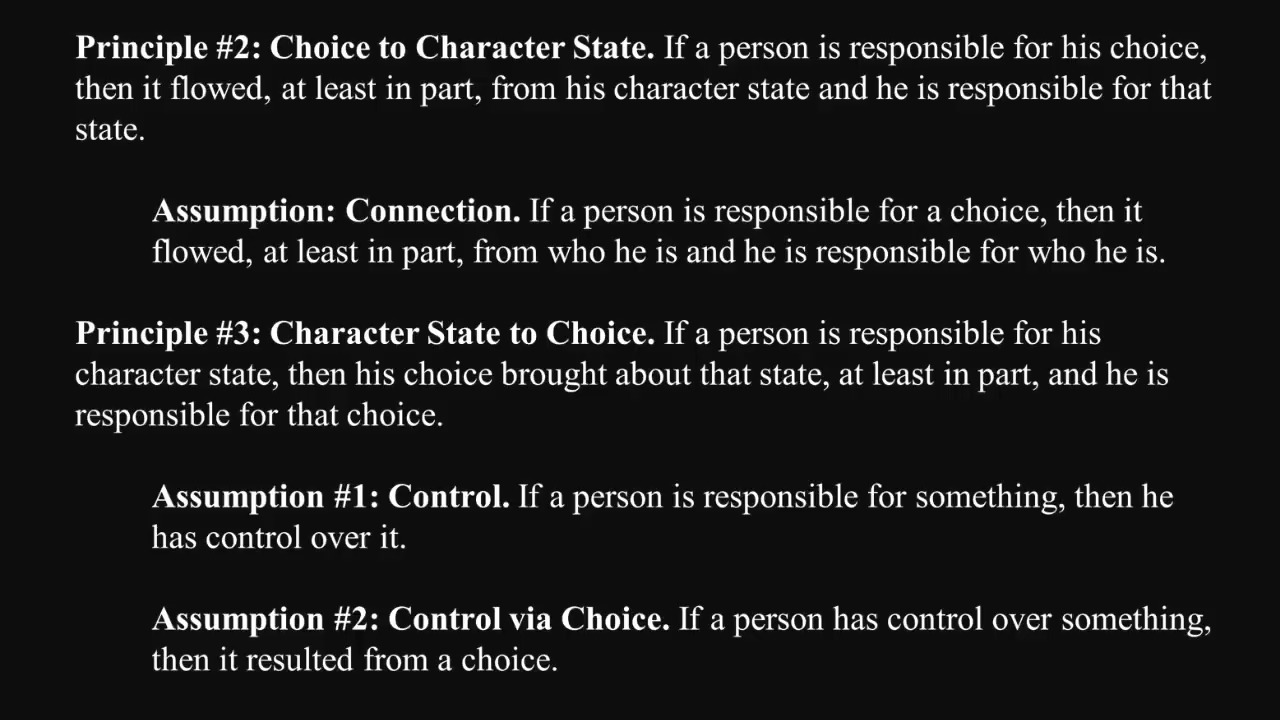 Principle #2: Choice to Character State. If a person is responsible for his choice,
then it flowed, at least in part, from his character state and he is responsible for that
state.
Assumption: Connection. If a person is responsible for a choice, then it
flowed, at least in part, from who he is and he is responsible for who he is.
Principle #3: Character State to Choice. If a person is responsible for his
character state, then his choice brought about that state, at least in part, and he is
responsible for that choice.
Assumption #1: Control. If a person is responsible for something, then he
has control over it.
Assumption #2: Control via Choice. If a person has control over something,
then it resulted from a choice.